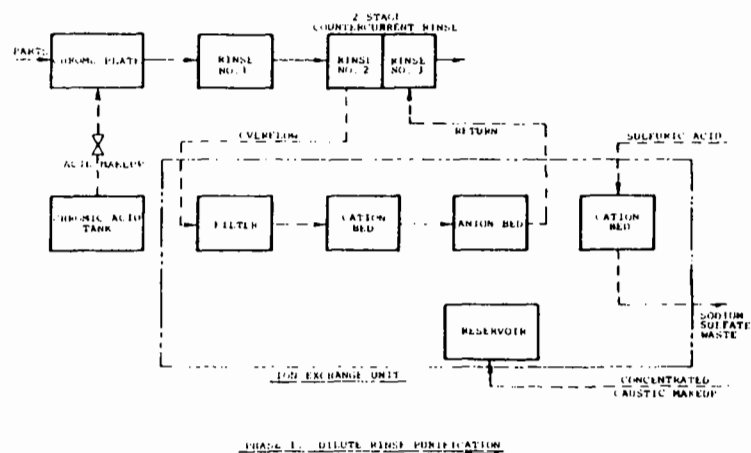 2 STAGE
COUNTERCURRENT RINSE
PARTS
CHROME PLATE
RINSE
NO. 1
RINSE
NO. 2
RINSE
NO. 3
OVERFLOW
RETURN
SULFURIC ACID
ACID MAKEUP
CHROMIC ACID
TANK
FILTER
CATION
BED
ANION BED
CATION
BED
RESERVOIR
SODIUM
SULFATE
WASTE
ION EXCHANGE UNIT
CONCENTRATED
CAUSTIC MAKEUP
PHASE I. DILUTE RINSE PURIFICATION